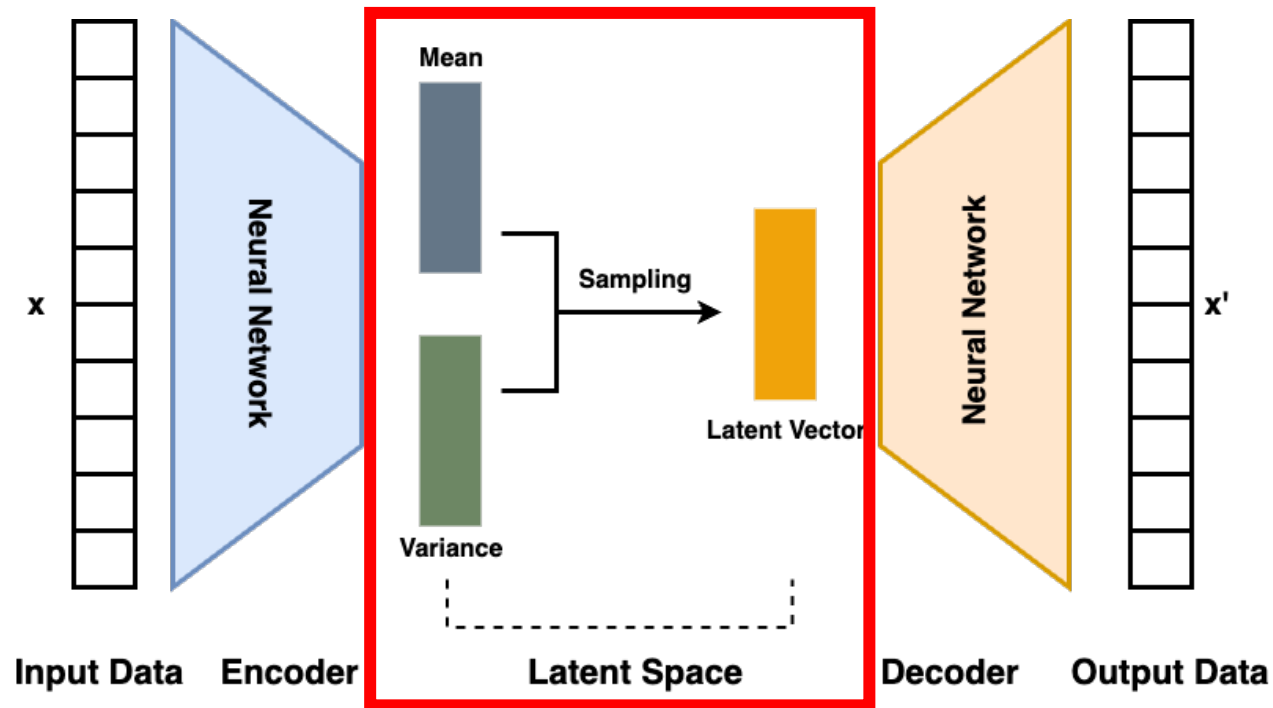 Mean
Neural Network
Neural Network
Sampling
x
x'
Latent Vector
Variance
Input Data
Encoder
Latent Space
Decoder
Output Data